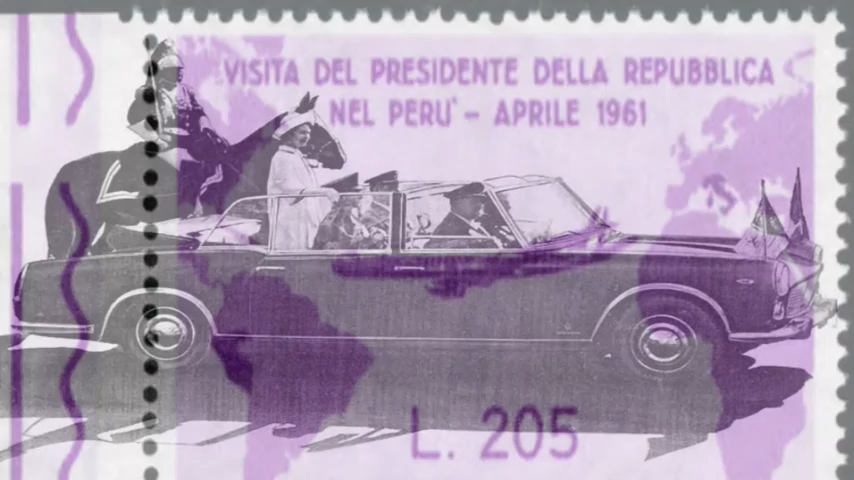 VISITA DEL PRESIDENTE DELLA REPUBBLICA
NEL PERU' - APRILE 1961
L. 205